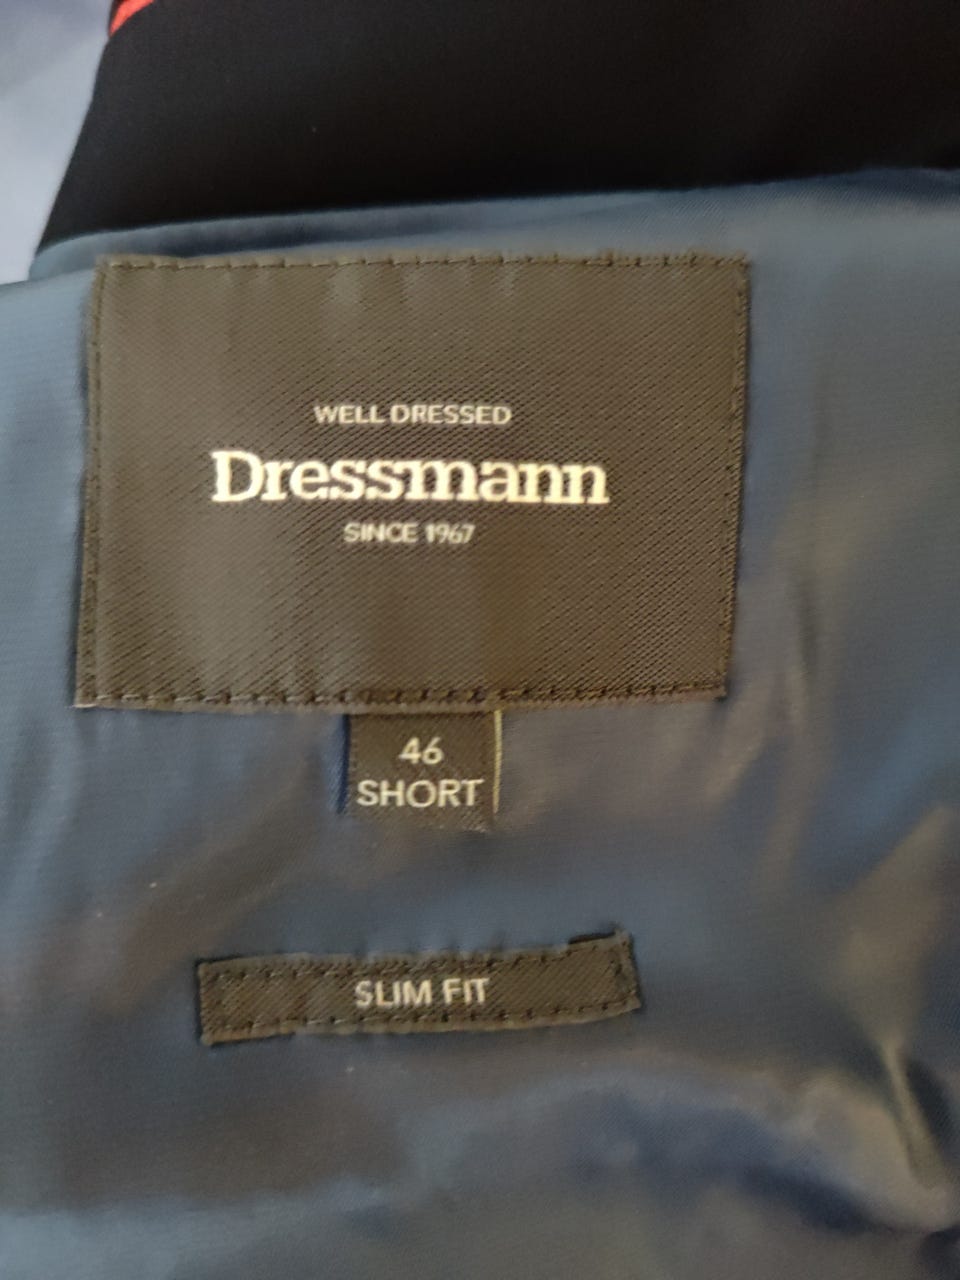 WELL DRESSED
Dressmann
SINCE 1967
46
SHORT
SLIM FIT